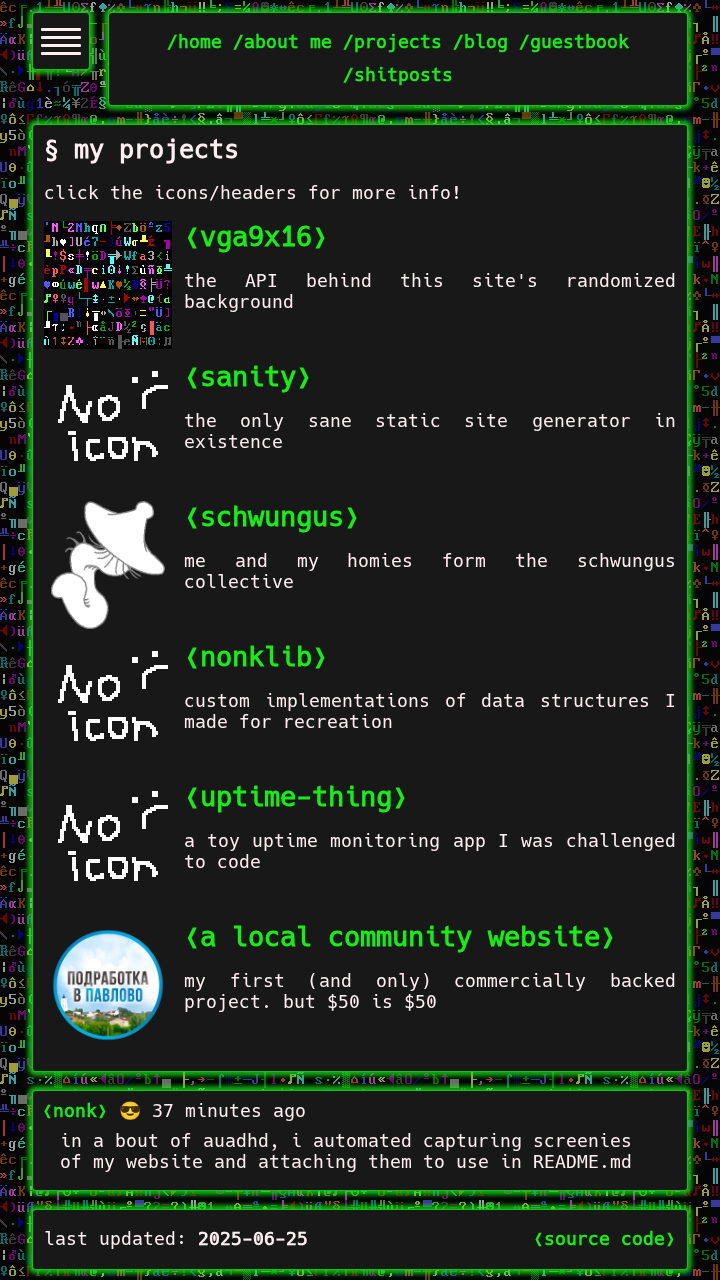 /home /about me /projects /blog /guestbook
/shitposts
§ my projects
click the icons/headers for more info!
❬vga9x16❭
the API behind this site's randomized
background
No :(
icon
❬sanity❭
the only sane static site generator in
existence
❬schwungus❭
me and my homies form the schwungus
collective
No :(
icon
❬nonklib❭
custom implementations of data structures I
made for recreation
No :(
icon
❬uptime-thing❭
a toy uptime monitoring app I was challenged
to code
ПОДРАБОТКА
В ПАВЛОВО
❬a local community website❭
my first (and only) commercially backed
project. but $50 is $50
❬nonk❭ 😎 37 minutes ago
in a bout of auadhd, i automated capturing screenies
of my website and attaching them to use in README.md
last updated: 2025-06-25
❬source code❭